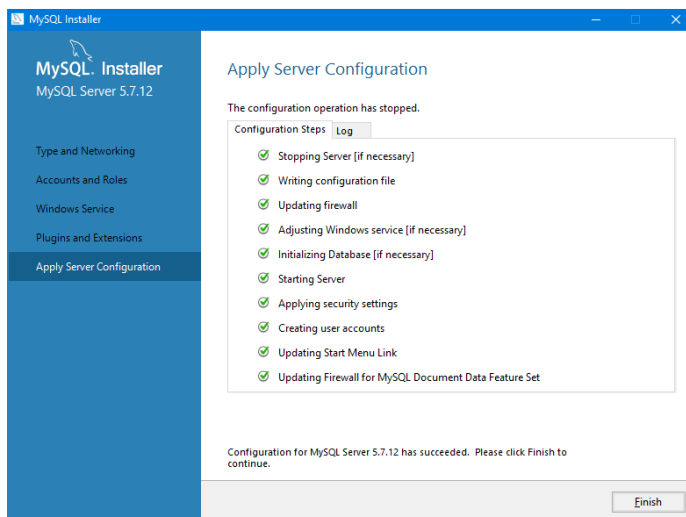 MySQL Installer
MySQL. Installer
MySQL Server 5.7.12
Type and Networking
Accounts and Roles
Windows Service
Plugins and Extensions
Apply Server Configuration
Apply Server Configuration
The configuration operation has stopped.
Configuration Steps Log
Stopping Server [if necessary]
Writing configuration file
Updating firewall
Adjusting Windows service [if necessary]
Initializing Database [if necessary]
Starting Server
Applying security settings
Creating user accounts
Updating Start Menu Link
Updating Firewall for MySQL Document Data Feature Set
Configuration for MySQL Server 5.7.12 has succeeded. Please click Finish to
continue.
Finish